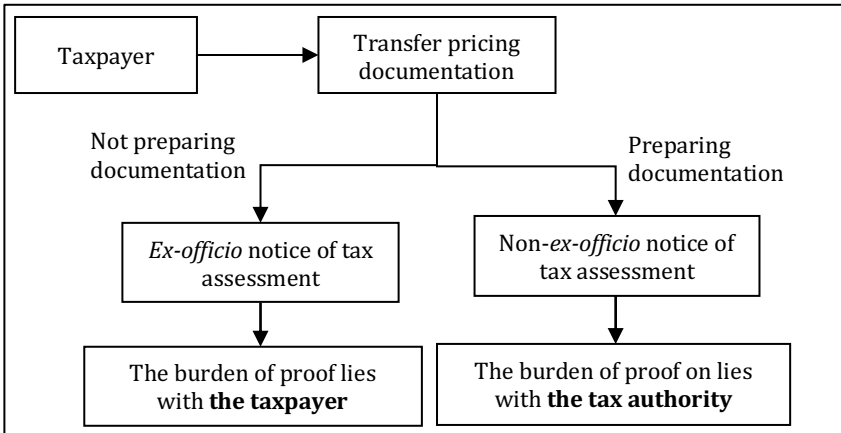 Taxpayer
Transfer pricing
documentation
Not preparing
documentation
Preparing
documentation
Ex-officio notice of tax
assessment
Non-ex-officio notice of
tax assessment
The burden of proof lies
with the taxpayer
The burden of proof on lies
with the tax authority